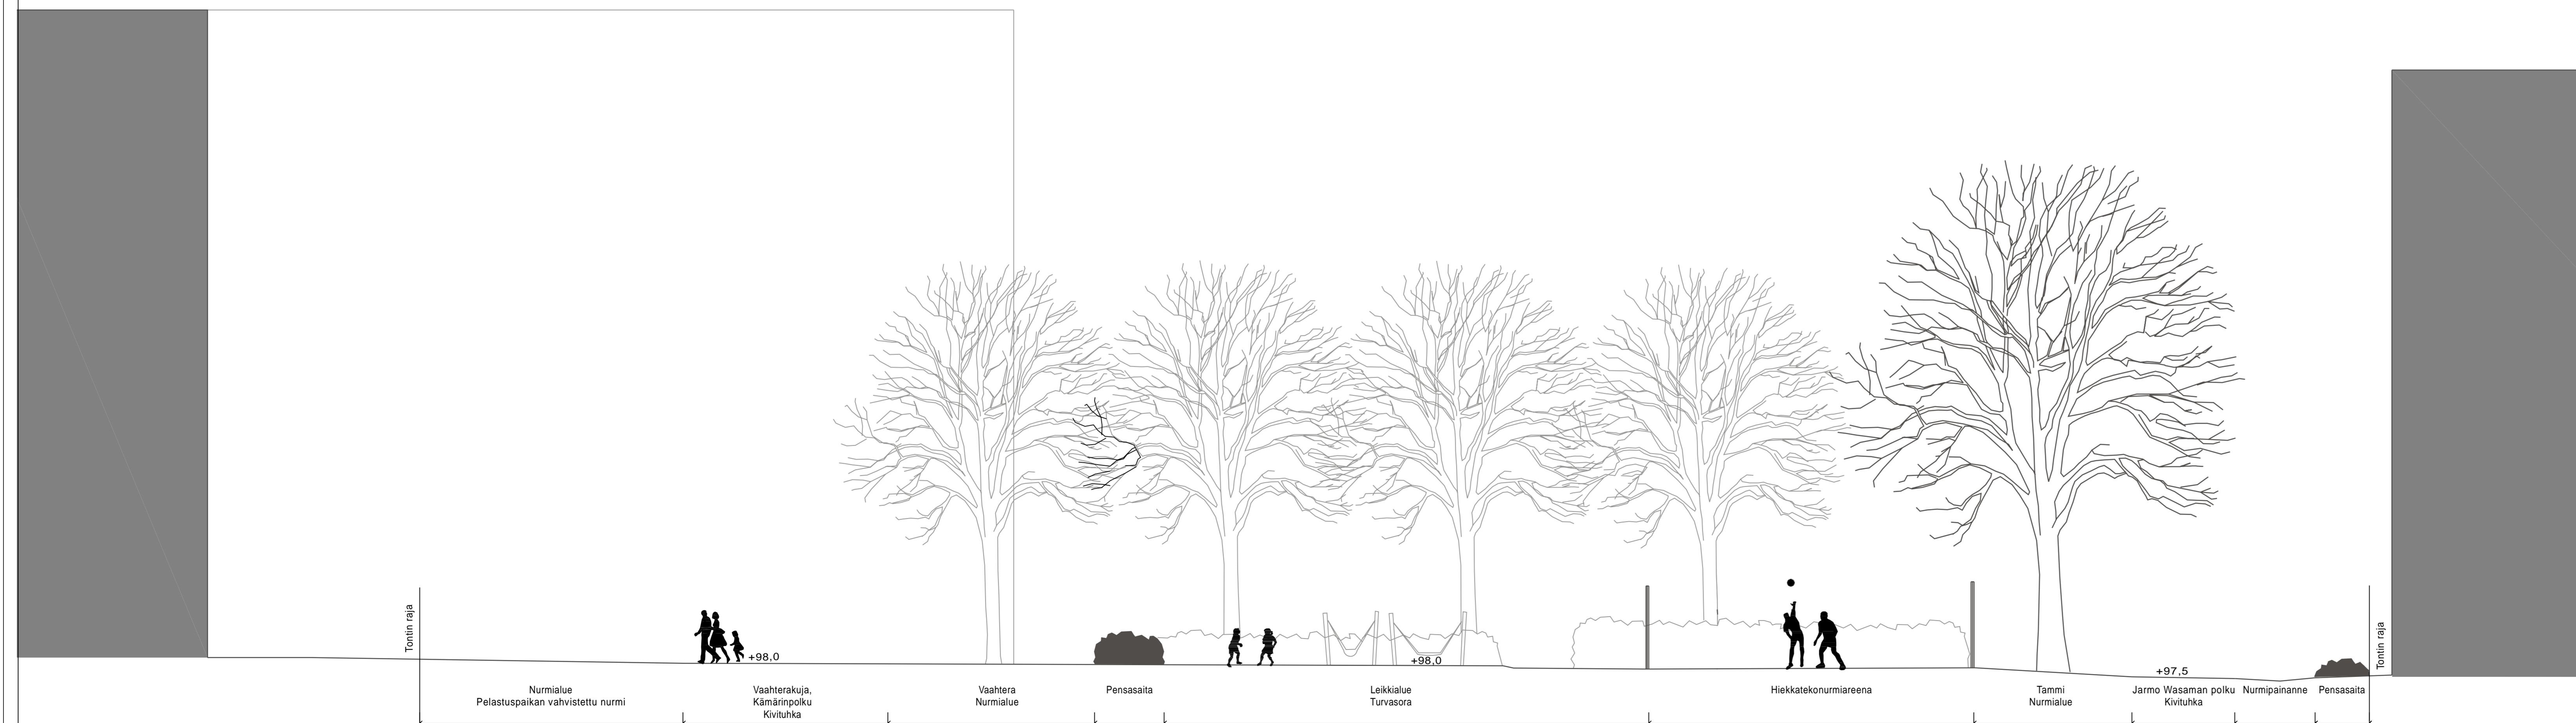 Tontin raja
+98,0
+98,0
+97,5
Tontin raja
Nurmialue
Pelastuspaikan vahvistettu nurmi
Vaahterakuja,
Kämärinpolku
Kivituhka
Vaahtera
Nurmialue
Pensasaita
Leikkialue
Turvasora
Hiekkatekonurmiareena
Tammi
Nurmialue
Jarmo Wasaman polku
Kivituhka
Nurmipainanne
Pensasaita